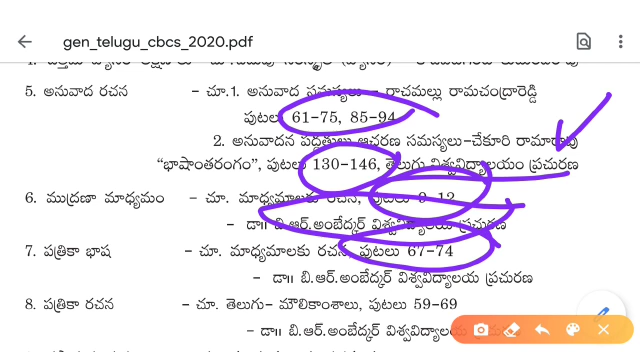 gen_telugu_cbcs_2020.pdf
5. అనువాద రచన - చూ.1. అనువాద సమస్యలు - రాచమల్లు రామచంద్రారెడ్డి
పుటలు 61-75, 85-94
2. అనువాదన పద్ధతులు ఆచరణ సమస్యలు-చేకూరి రామారావు
"భాషాంతరంగం", పుటలు 130-146, తెలుగు విశ్వవిద్యాలయం ప్రచురణ
6. ముద్రణా మాధ్యమం - చూ. మాధ్యమాలకు రచన, పుటలు 9-12
- డా॥ బి.ఆర్.అంబేద్కర్ విశ్వవిద్యాలయ ప్రచురణ
7. పత్రికా భాష - చూ. మాధ్యమాలకు రచన, పుటలు 67-74
- డా॥ బి.ఆర్.అంబేద్కర్ విశ్వవిద్యాలయ ప్రచురణ
8. పత్రికా రచన - చూ. తెలుగు- మౌలికాంశాలు, పుటలు 59-69
- డా॥ బి.ఆర్.అంబేద్కర్ విశ్వవిద్యాలయ